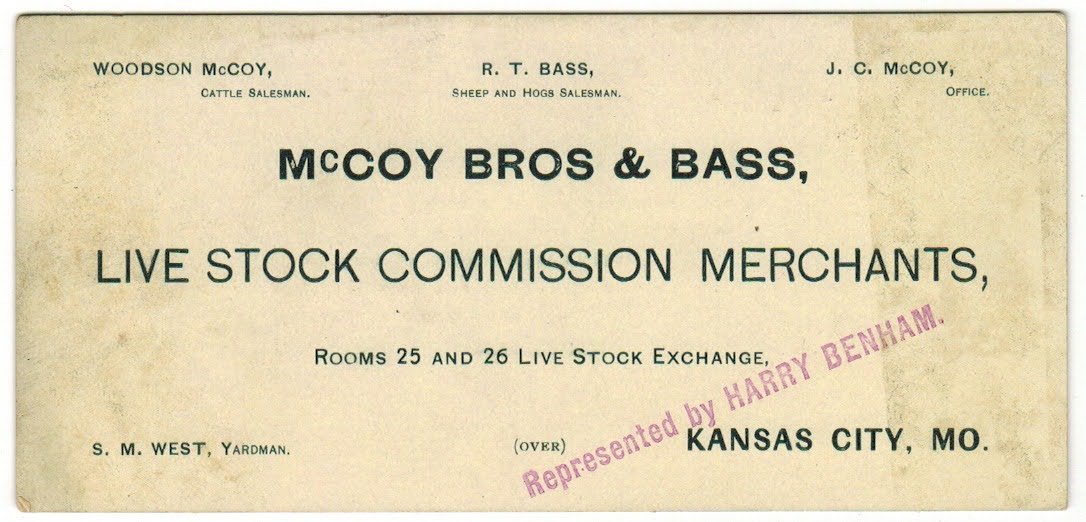 WOODSON McCOY, R. T. BASS, J. C. McCOY,
CATTLE SALESMAN. SHEEP AND HOGS SALESMAN. OFFICE.
McCOY BROS & BASS,
LIVE STOCK COMMISSION MERCHANTS,
ROOMS 25 AND 26 LIVE STOCK EXCHANGE,
S. M. WEST, YARDMAN. (OVER) KANSAS CITY, MO.
Represented by HARRY BENHAM.